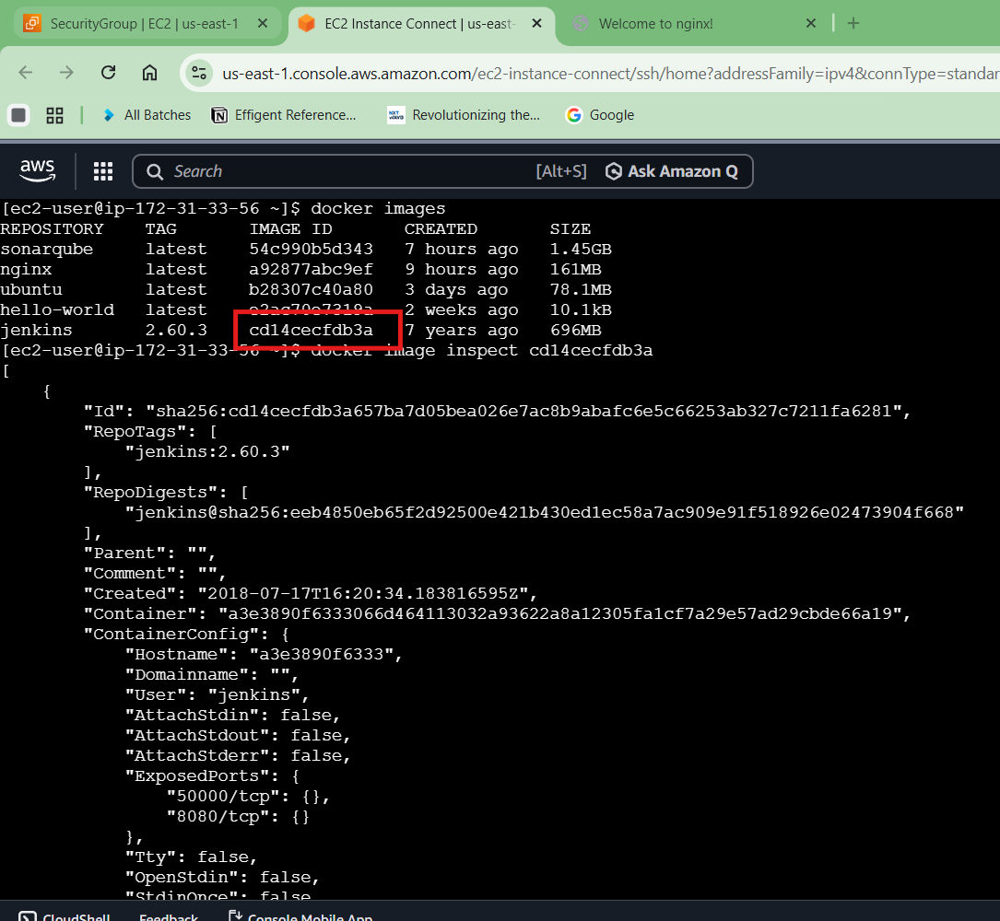 SecurityGroup | EC2 | us-east-1
EC2 Instance Connect | us-east-
Welcome to nginx!
us-east-1.console.aws.amazon.com/ec2-instance-connect/ssh/home?addressFamily=ipv4&connType=standar
All Batches
Effigent Reference...
Revolutionizing the...
Google
aws
Search
[Alt+S]
Ask Amazon Q
[ec2-user@ip-172-31-33-56 ~]$ docker images
REPOSITORY TAG IMAGE ID CREATED SIZE
sonarqube latest 54c990b5d343 7 hours ago 1.45GB
nginx latest a92877abc9ef 9 hours ago 161MB
ubuntu latest b28307c40a80 3 days ago 78.1MB
hello-world latest 2 weeks ago 10.1kB
jenkins 2.60.3 cd14cecfdb3a 7 years ago 696MB
[ec2-user@ip-172-31-33-56 ~]$ docker image inspect cd14cecfdb3a
[
{
"Id": "sha256:cd14cecfdb3a657ba7d05bea026e7ac8b9abafc6e5c66253ab327c7211fa6281",
"RepoTags": [
"jenkins:2.60.3"
],
"RepoDigests": [
"jenkins@sha256:eeb4850eb65f2d92500e421b430ed1ec58a7ac909e91f518926e02473904f668"
],
"Parent": "",
"Comment": "",
"Created": "2018-07-17T16:20:34.183816595Z",
"Container": "a3e3890f6333066d464113032a93622a8a12305fa1cf7a29e57ad29cbde66a19",
"ContainerConfig": {
"Hostname": "a3e3890f6333",
"Domainname": "",
"User": "jenkins",
"AttachStdin": false,
"AttachStdout": false,
"AttachStderr": false,
"ExposedPorts": {
"50000/tcp": {},
"8080/tcp": {}
},
"Tty": false,
"OpenStdin": false,
"StdinOnce": false
CloudShell
Feedback
Console Mobile App